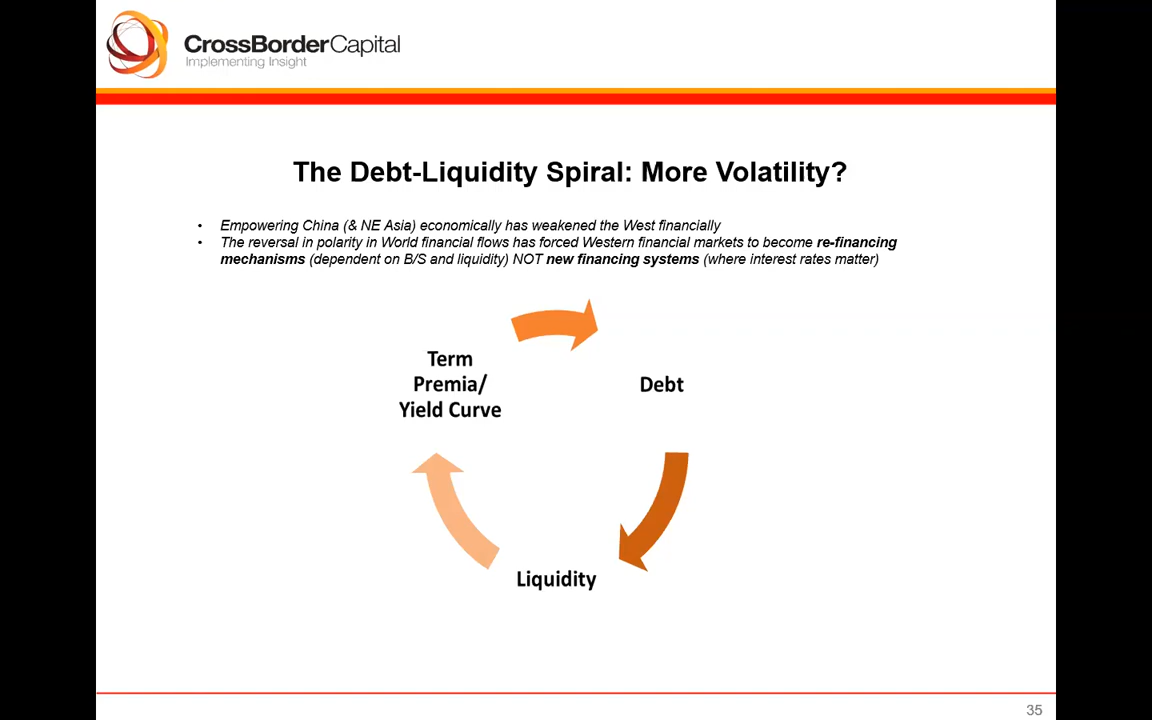 CrossBorderCapital
Implementing Insight
The Debt-Liquidity Spiral: More Volatility?
• Empowering China (& NE Asia) economically has weakened the West financially
• The reversal in polarity in World financial flows has forced Western financial markets to become re-financing
mechanisms (dependent on B/S and liquidity) NOT new financing systems (where interest rates matter)
Term
Premia/
Yield Curve
Debt
Liquidity
35